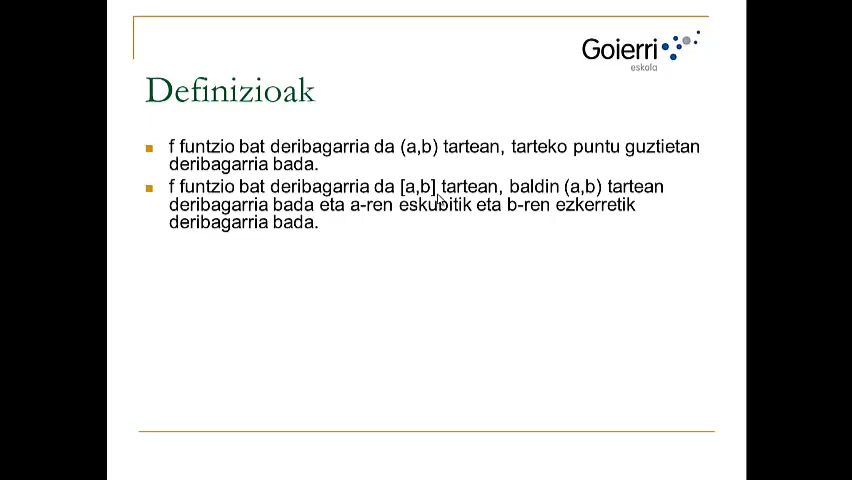 Goierri
eskola
Definizioak
f funtzio bat deribagarria da (a,b) tartean, tarteko puntu guztietan
deribagarria bada.
f funtzio bat deribagarria da [a,b] tartean, baldin (a,b) tartean
deribagarria bada eta a-ren eskubitik eta b-ren ezkerretik
deribagarria bada.